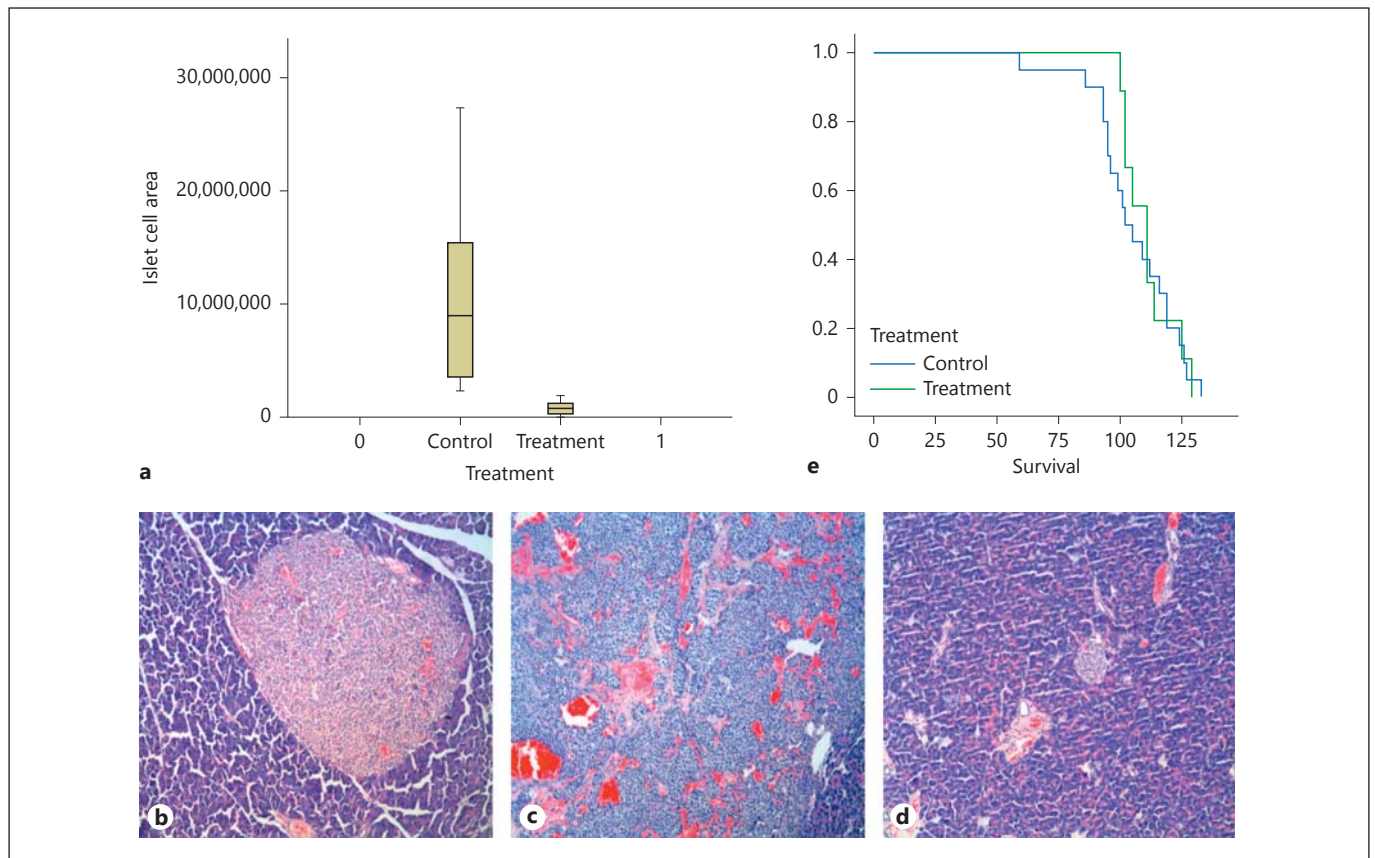 30,000,000
20,000,000
10,000,000
0
Islet cell area
0 Control Treatment 1
Treatment
a
1.0
0.8
0.6
0.4
0.2
0
Treatment
Control
Treatment
0 25 50 75 100 125
Survival
e
b
c
d